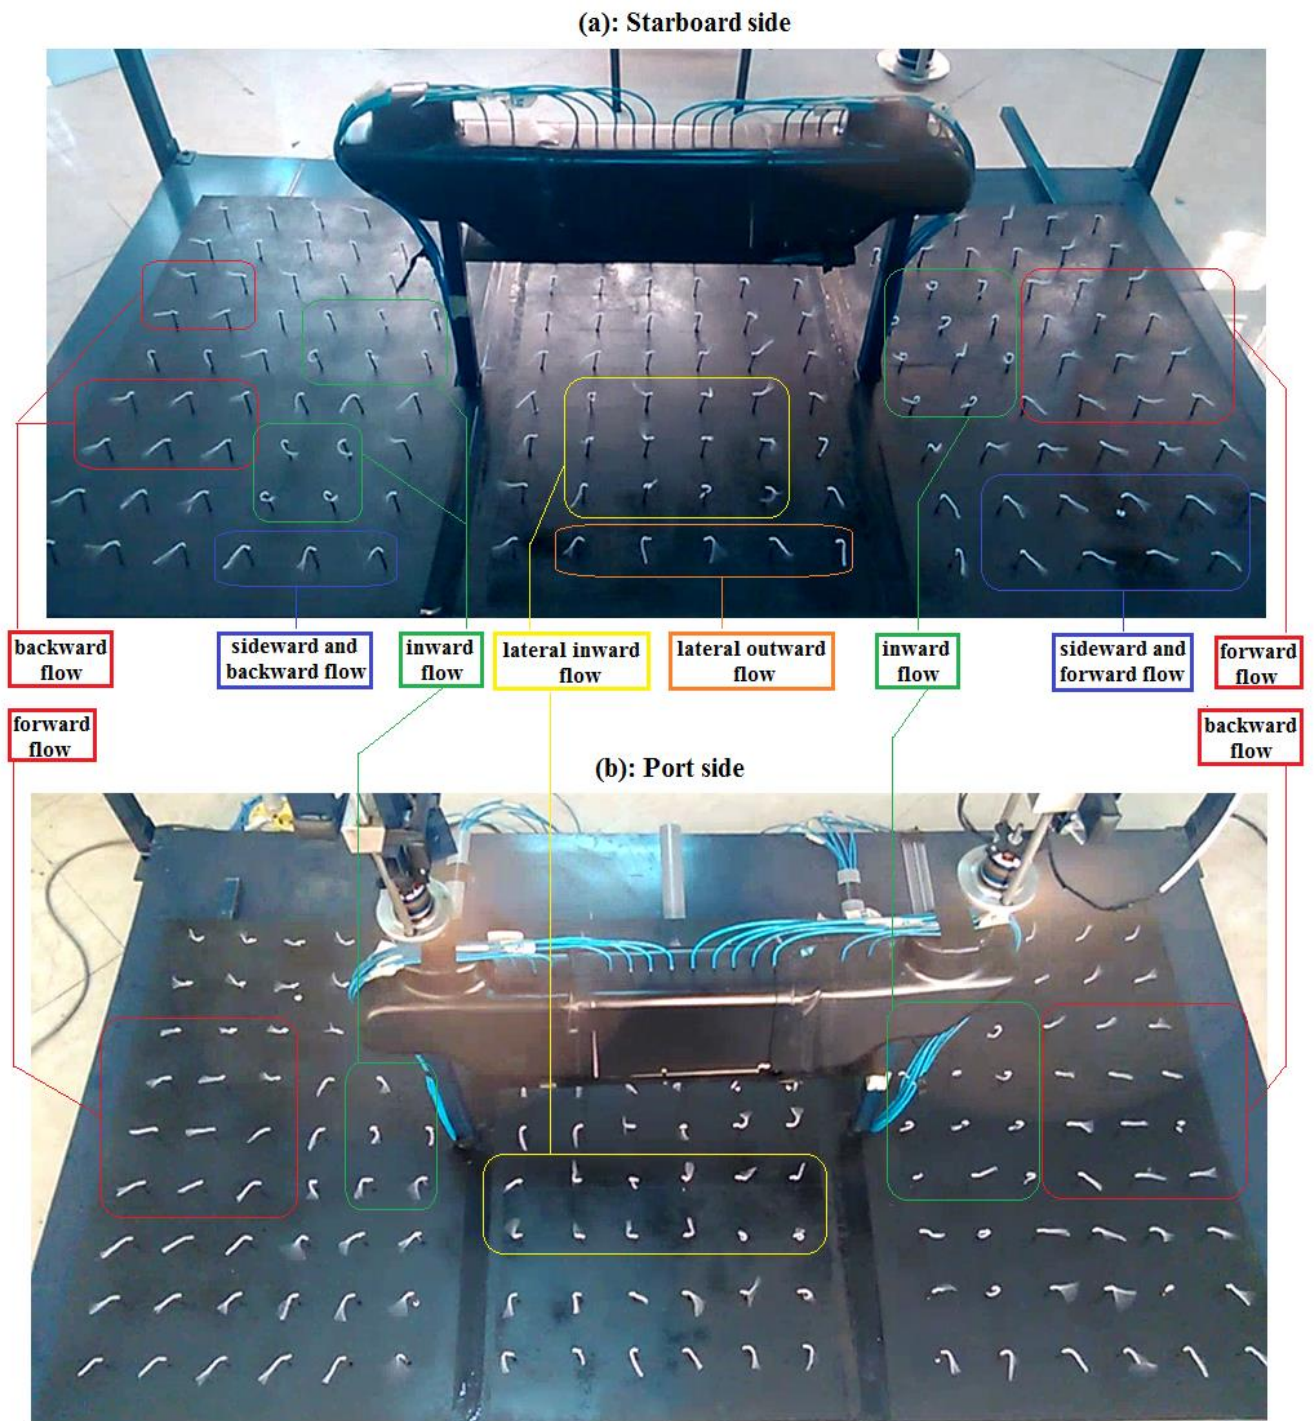 (a): Starboard side
backward
flow
sideward and
backward flow
inward
flow
lateral inward
flow
lateral outward
flow
inward
flow
sideward and
forward flow
forward
flow
forward
flow
backward
flow
(b): Port side